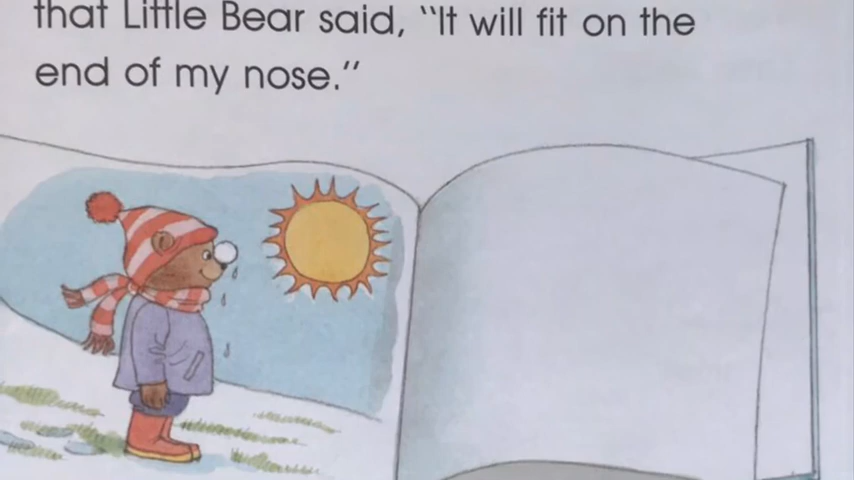 that Little Bear said, “It will fit on the
end of my nose.”